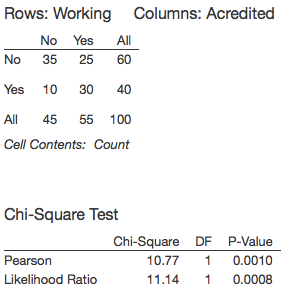 Rows: Working Columns: Acredited
No Yes All
No 35 25 60
Yes 10 30 40
All 45 55 100
Cell Contents: Count
Chi-Square Test
Chi-Square DF P-Value
Pearson 10.77 1 0.0010
Likelihood Ratio 11.14 1 0.0008